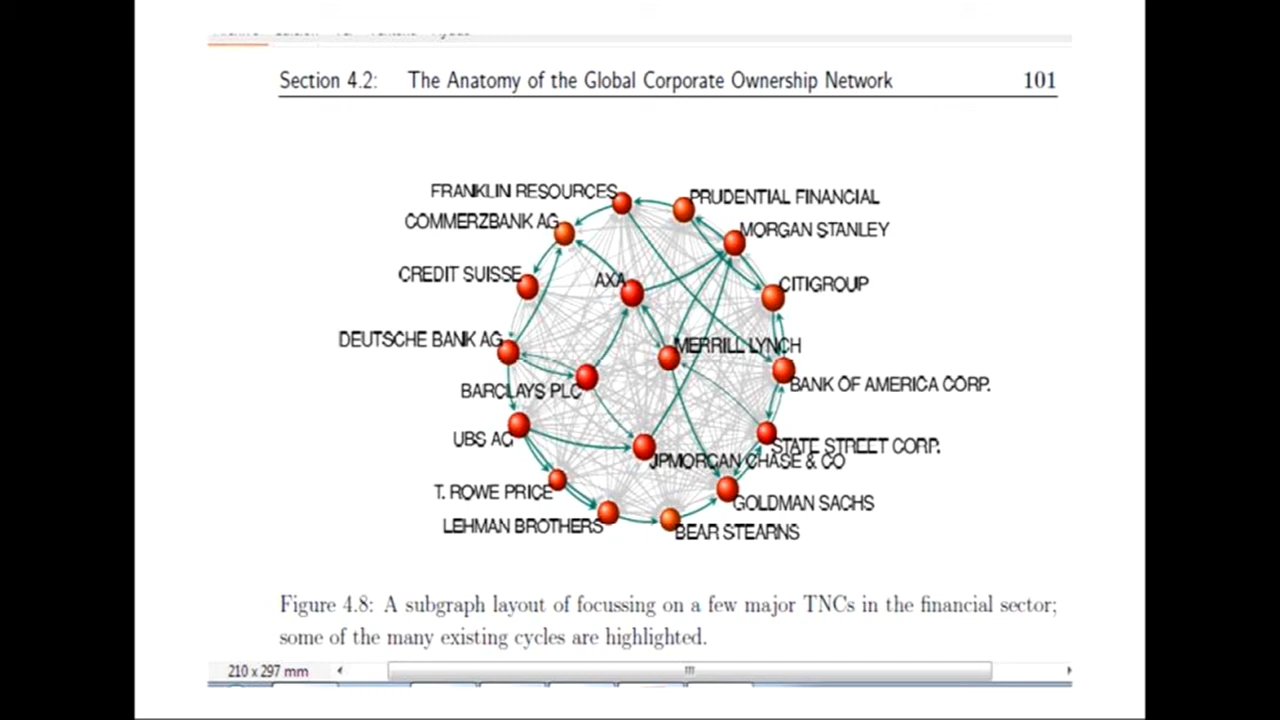 Section 4.2: The Anatomy of the Global Corporate Ownership Network 101
FRANKLIN RESOURCES
PRUDENTIAL FINANCIAL
COMMERZBANK AG
MORGAN STANLEY
CREDIT SUISSE
AXA
CITIGROUP
DEUTSCHE BANK AG
MERRILL LYNCH
BARCLAYS PLC
BANK OF AMERICA CORP.
UBS AG
STATE STREET CORP.
JPMORGAN CHASE & CO
T. ROWE PRICE
GOLDMAN SACHS
LEHMAN BROTHERS
BEAR STEARNS
Figure 4.8: A subgraph layout of focussing on a few major TNCs in the financial sector;
some of the many existing cycles are highlighted.
210 x 297 mm